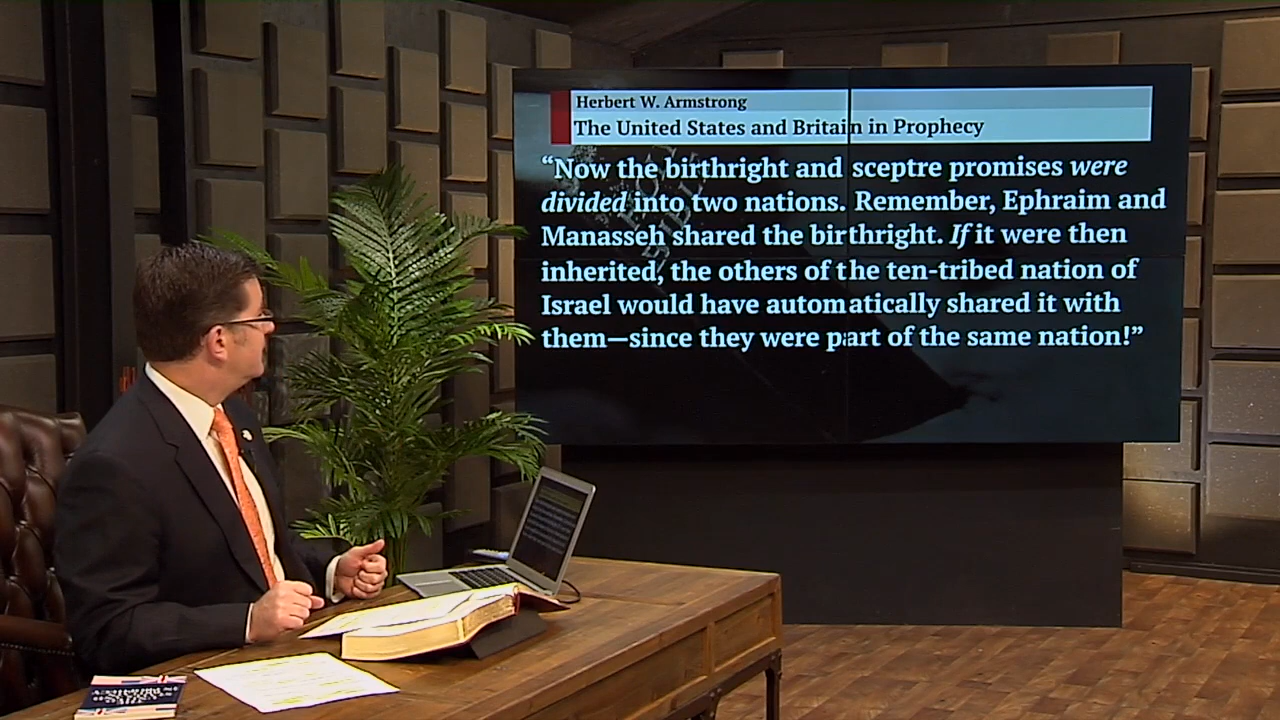 Herbert W. Armstrong
The United States and Britain in Prophecy
“Now the birthright and sceptre promises were
divided into two nations. Remember, Ephraim and
Manasseh shared the birthright. If it were then
inherited, the others of the ten-tribed nation of
Israel would have automatically shared it with
them—since they were part of the same nation!”